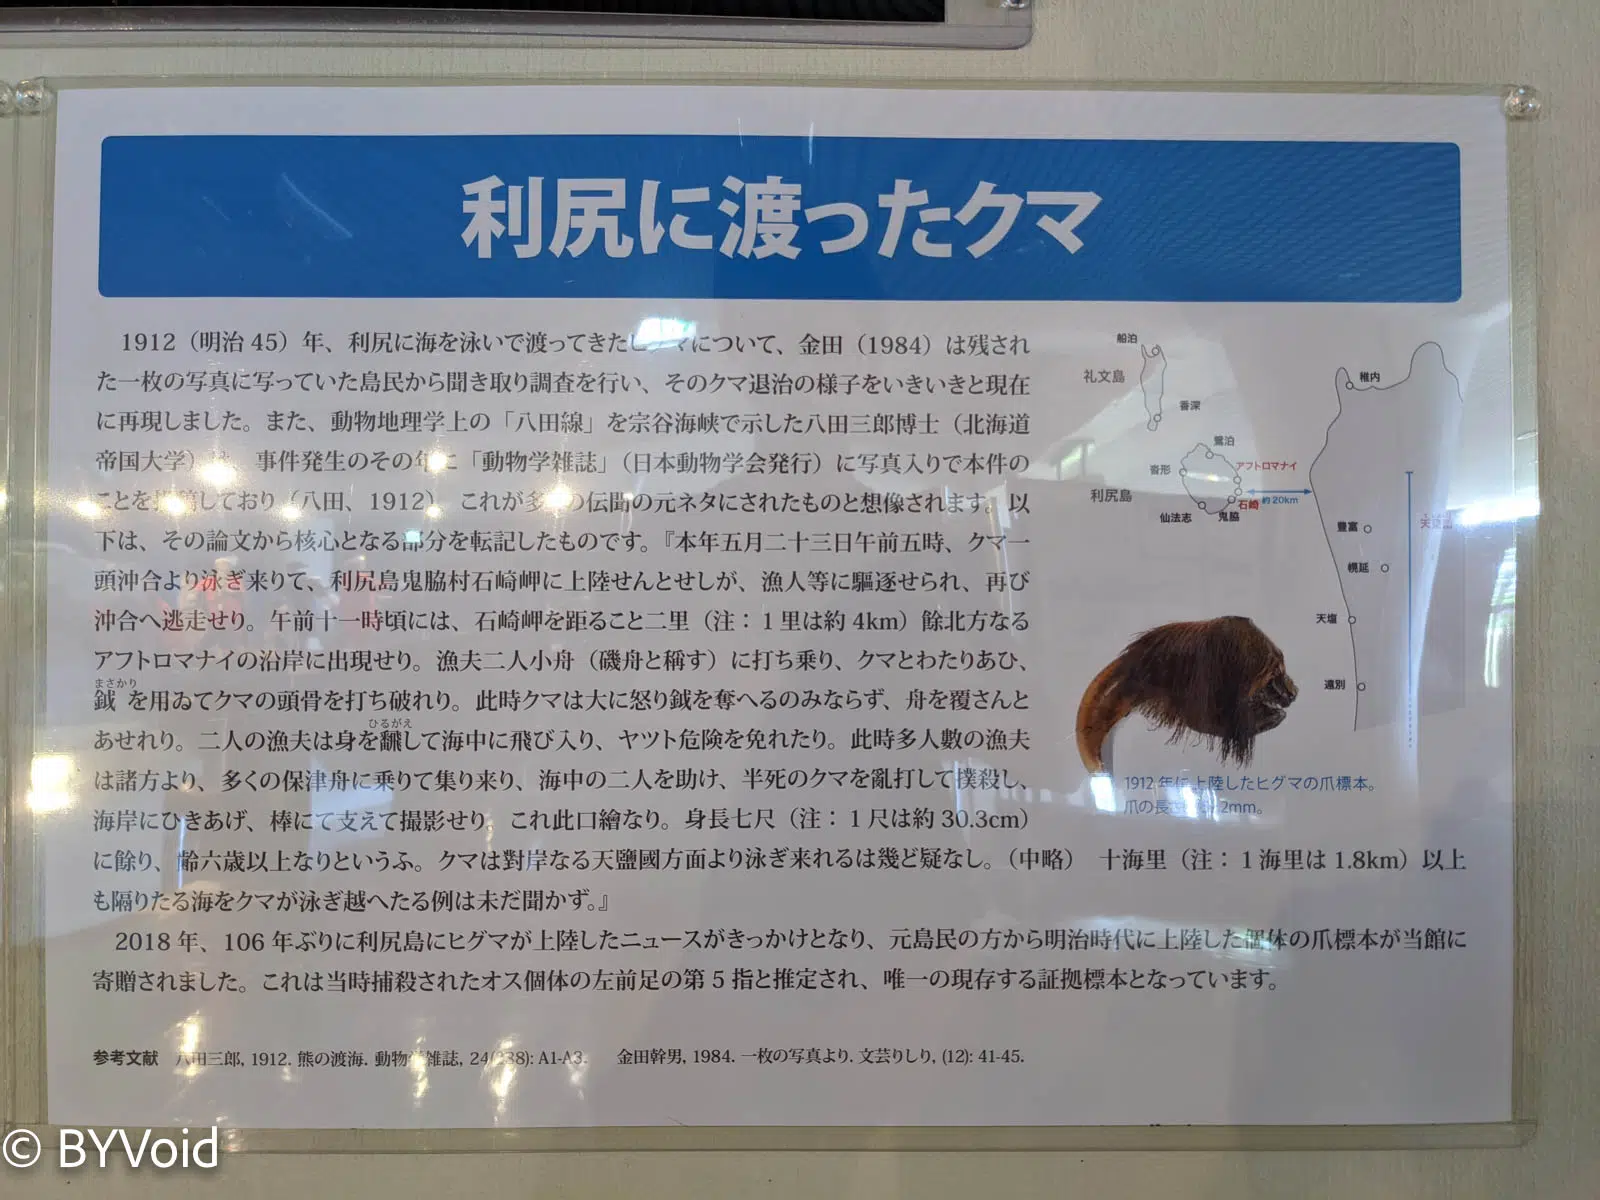 利尻に渡ったクマ
1912（明治 45）年、利尻に海を泳いで渡ってきたヒグマについて、金田（1984）は残され
た一枚の写真に写っていた島民から聞き取り調査を行い、そのクマ退治の様子をいきいきと現在
に再現しました。また、動物地理学上の「八田線」を宗谷海峡で示した八田三郎博士（北海道
帝国大学） 事件発生のその年に「動物学雑誌」（日本動物学会発行）に写真入りで本件の
ことを しており（八田、1912） これが多 の伝聞の元ネタにされたものと想像されます。以
下は、その論文から核心となる部分を転記したものです。『本年五月二十三日午前五時、クマ一
頭沖合より泳ぎ来りて、利尻島鬼脇村石崎岬に上陸せんとせしが、漁人等に驅逐せられ、再び
沖合へ逃走せり。午前十一時頃には、石崎岬を距ること二里（注：１里は約 4km）餘北方なる
アフトロマナイの沿岸に出現せり。漁夫二人小舟（磯舟と稱す）に打ち乗り、クマとわたりあひ、
まさかり
鉞を用ゐてクマの頭骨を打ち破れり。此時クマは大に怒り鉞を奪へるのみならず、舟を覆さんと
ひるがえ
あせれり。二人の漁夫は身を飜して海中に飛び入り、ヤツト危険を免れたり。此時多人數の漁夫
は諸方より、多くの保津舟に乗りて集り来り、海中の二人を助け、半死のクマを亂打して撲殺し、
海岸にひきあげ、棒にて支えて撮影せり。これ此口繪なり。身長七尺（注：１尺は約 30.3cm）
に餘り、齢六歳以上なりというふ。クマは對岸なる天鹽國方面より泳ぎ来れるは幾ど疑なし。（中略）　十海里（注：１海里は 1.8km）以上
も隔りたる海をクマが泳ぎ越へたる例は未だ聞かず。』
2018 年、106 年ぶりに利尻島にヒグマが上陸したニュースがきっかけとなり、元島民の方から明治時代に上陸した個体の爪標本が当館に
寄贈されました。これは当時捕殺されたオス個体の左前足の第 5 指と推定され、唯一の現存する証拠標本となっています。
参考文献　八田三郎, 1912. 熊の渡海. 動物学雑誌, 24(288): A1-A3.　金田幹男, 1984. 一枚の写真より. 文芸りしり, (12): 41-45.
船泊
礼文島
香深
稚内
鴛泊
沓形
アフトロマナイ
利尻島
石崎
約 20km
仙法志
鬼脇
豊富
幌延
天塩
遠別
1912 年に上陸したヒグマの爪標本。
爪の長さ 2mm。
© BYVoid